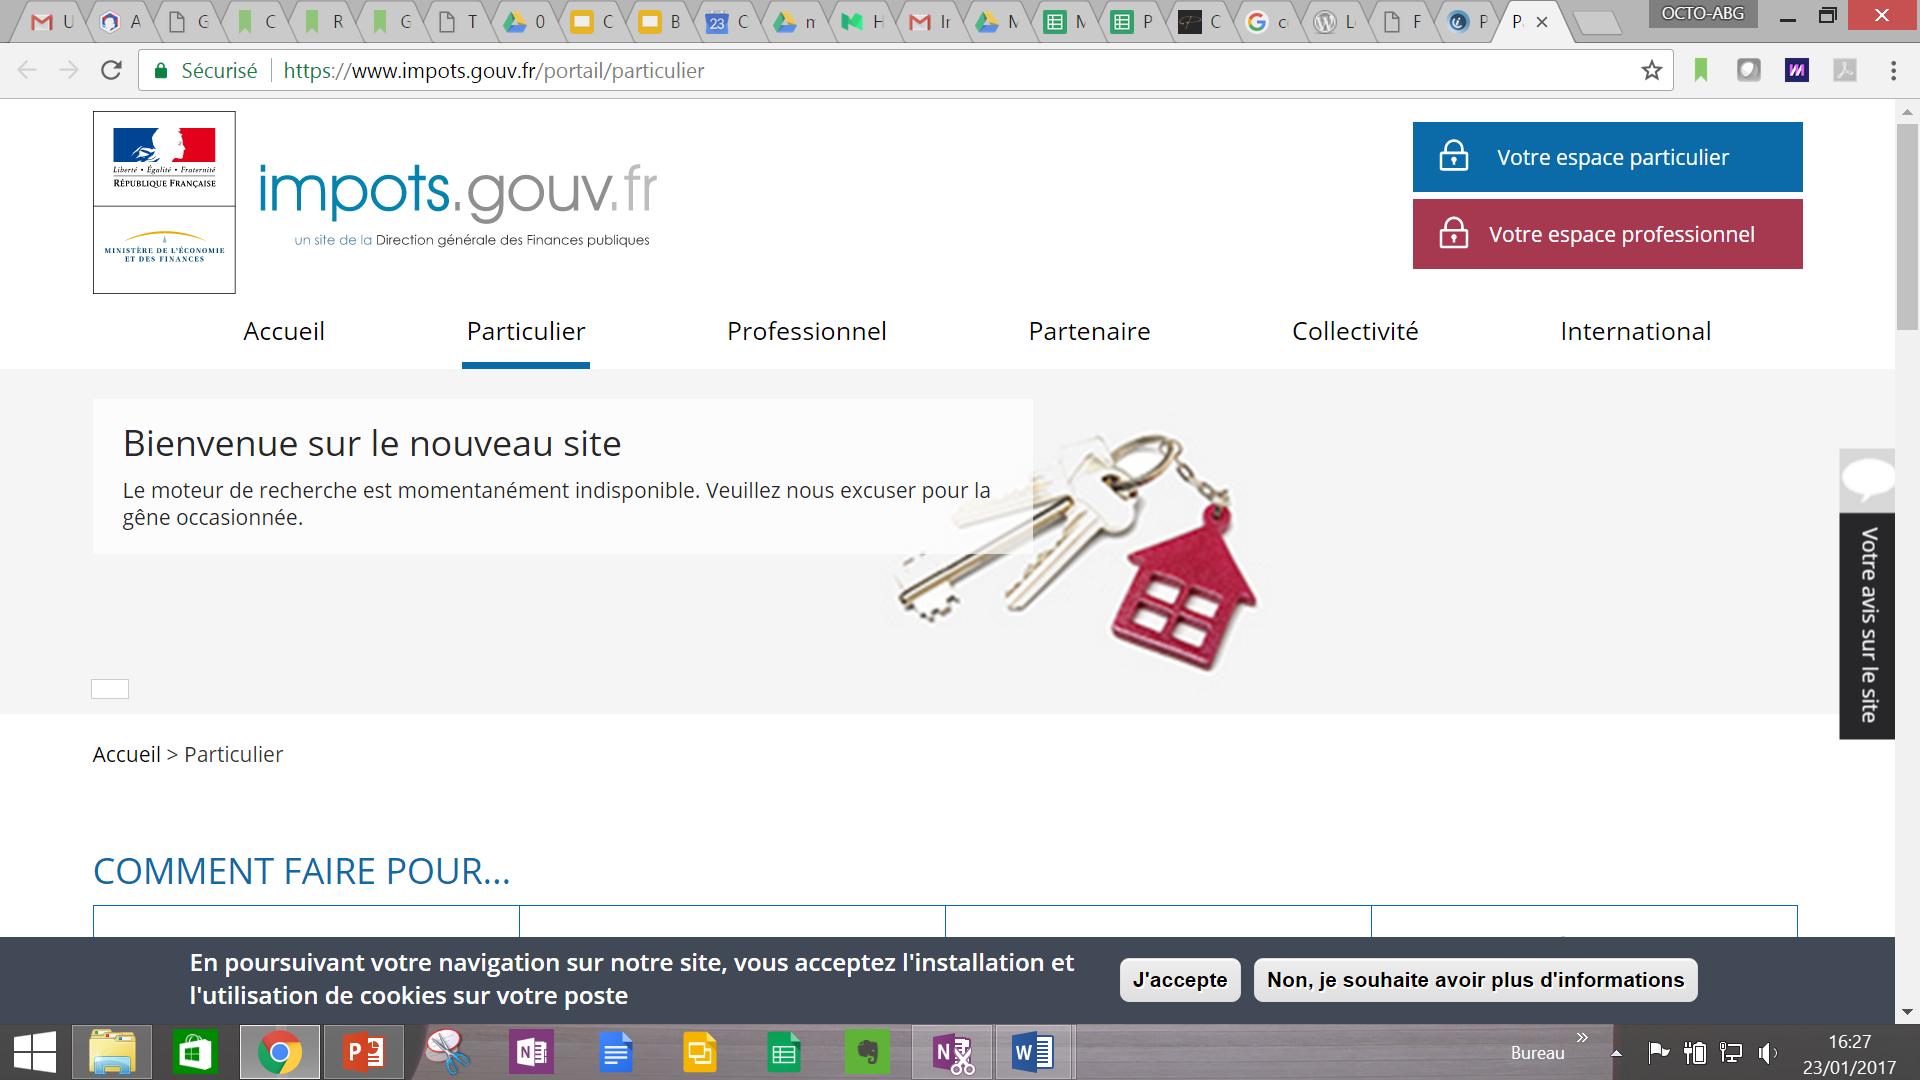 U
A
G
C
R
G
T
0
C
B
23
C
H
M
P
C
F
P
P
OCTO-ABG
Sécurisé
https://www.impots.gouv.fr/portail/particulier
Liberté • Égalité • Fraternité
RÉPUBLIQUE FRANÇAISE
MINISTÈRE DE L'ÉCONOMIE
ET DES FINANCES
impots.gouv.fr
un site de la Direction générale des Finances publiques
Votre espace particulier
Votre espace professionnel
Accueil
Particulier
Professionnel
Partenaire
Collectivité
International
Bienvenue sur le nouveau site
Le moteur de recherche est momentanément indisponible. Veuillez nous excuser pour la
gêne occasionnée.
Votre avis sur le site
Accueil > Particulier
COMMENT FAIRE POUR...
En poursuivant votre navigation sur notre site, vous acceptez l'installation et
l'utilisation de cookies sur votre poste
J'accepte
Non, je souhaite avoir plus d'informations
Bureau
16:27
23/01/2017